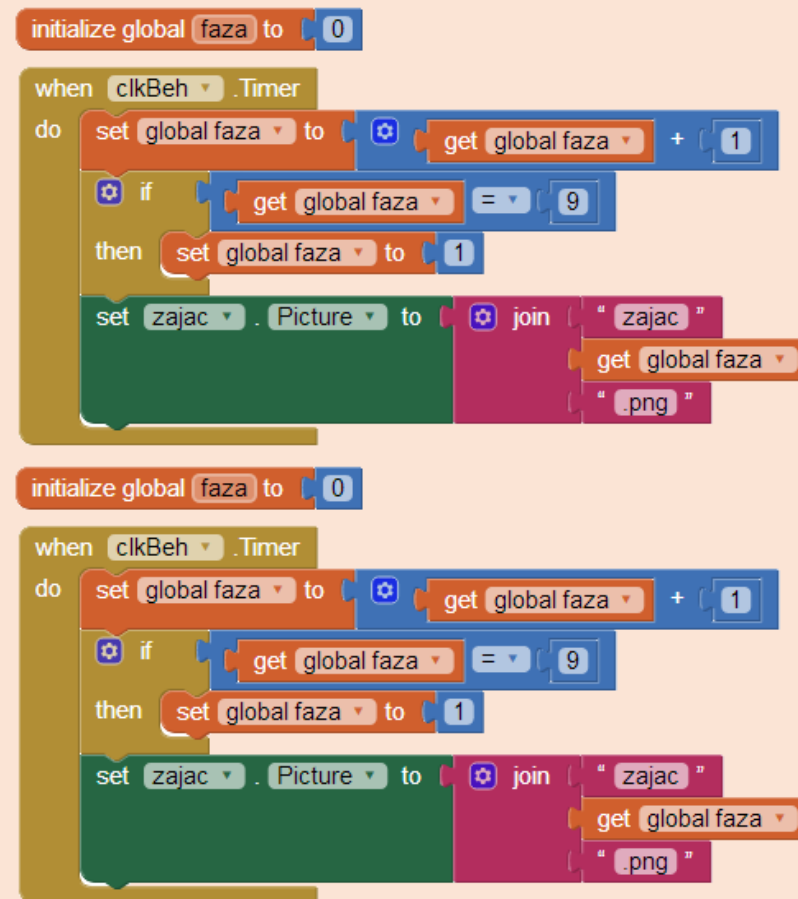 initialize global faza to 0
when clkBeh .Timer
do set global faza to get global faza + 1
if get global faza = 9
then set global faza to 1
set zajac . Picture to join " zajac "
get global faza
" .png "
initialize global faza to 0
when clkBeh .Timer
do set global faza to get global faza + 1
if get global faza = 9
then set global faza to 1
set zajac . Picture to join " zajac "
get global faza
" .png "